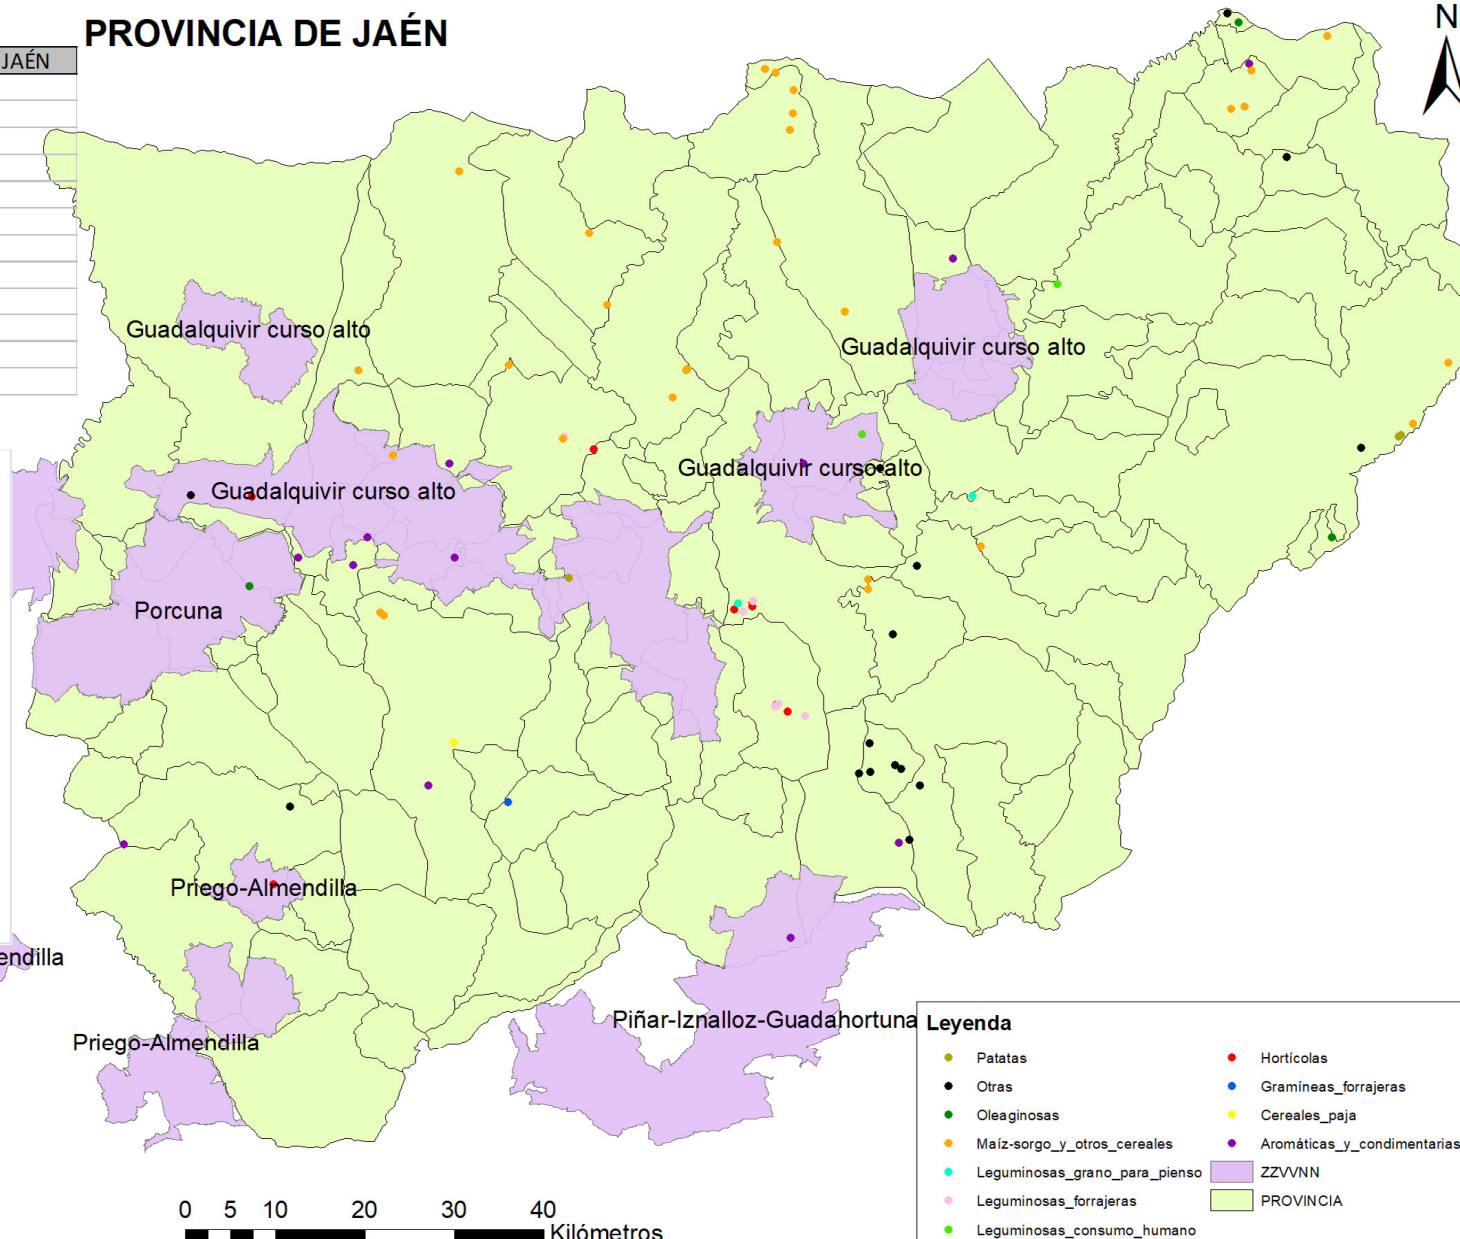 PROVINCIA DE JAÉN
N
JAÉN
Guadalquivir curso alto
Guadalquivir curso alto
Guadalquivir curso alto
Guadalquivir curso alto
Porcuna
Priego-Almendilla
endilla
Priego-Almendilla
Piñar-Iznalloz-Guadahortuna
Leyenda
Patatas
Otras
Oleaginosas
Maíz-sorgo_y_otros_cereales
Leguminosas_grano_para_pienso
Leguminosas_forrajeras
Leguminosas_consumo_humano
Hortícolas
Gramíneas_forrajeras
Cereales_paja
Aromáticas_y_condimentarias
ZZVVNN
PROVINCIA
0 5 10 20 30 40
Kilómetros